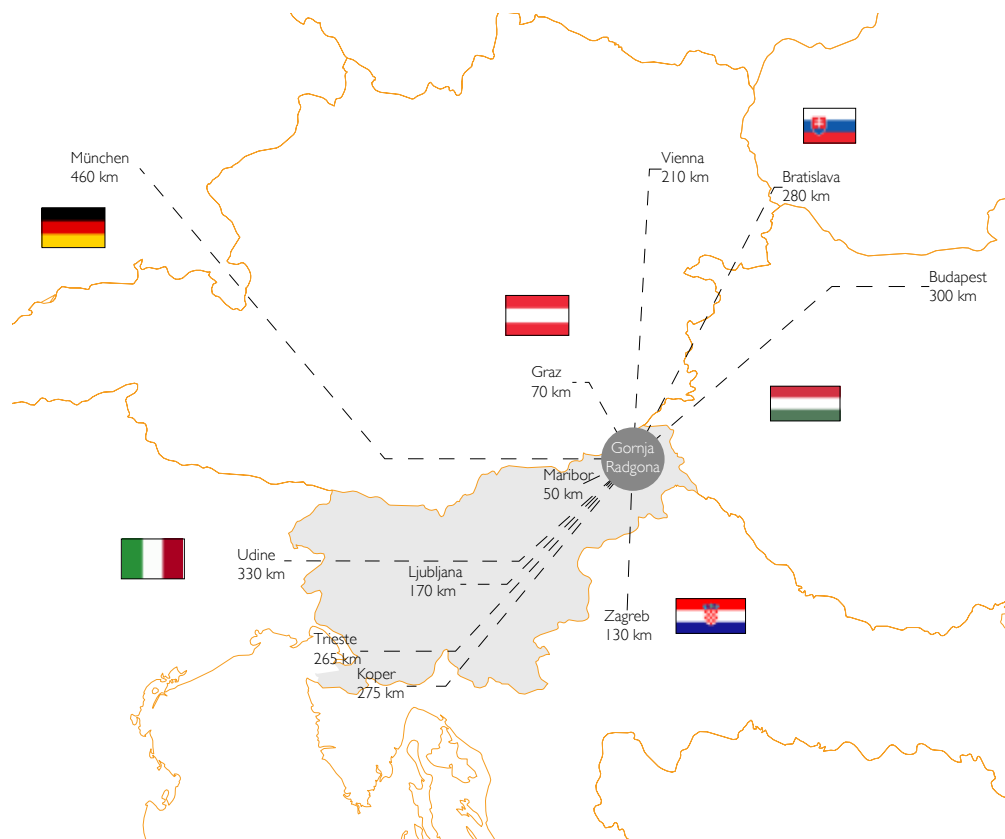 München
460 km
Vienna
210 km
Bratislava
280 km
Budapest
300 km
Graz
70 km
Gornja
Radgona
Maribor
50 km
Udine
330 km
Ljubljana
170 km
Zagreb
130 km
Trieste
265 km
Koper
275 km